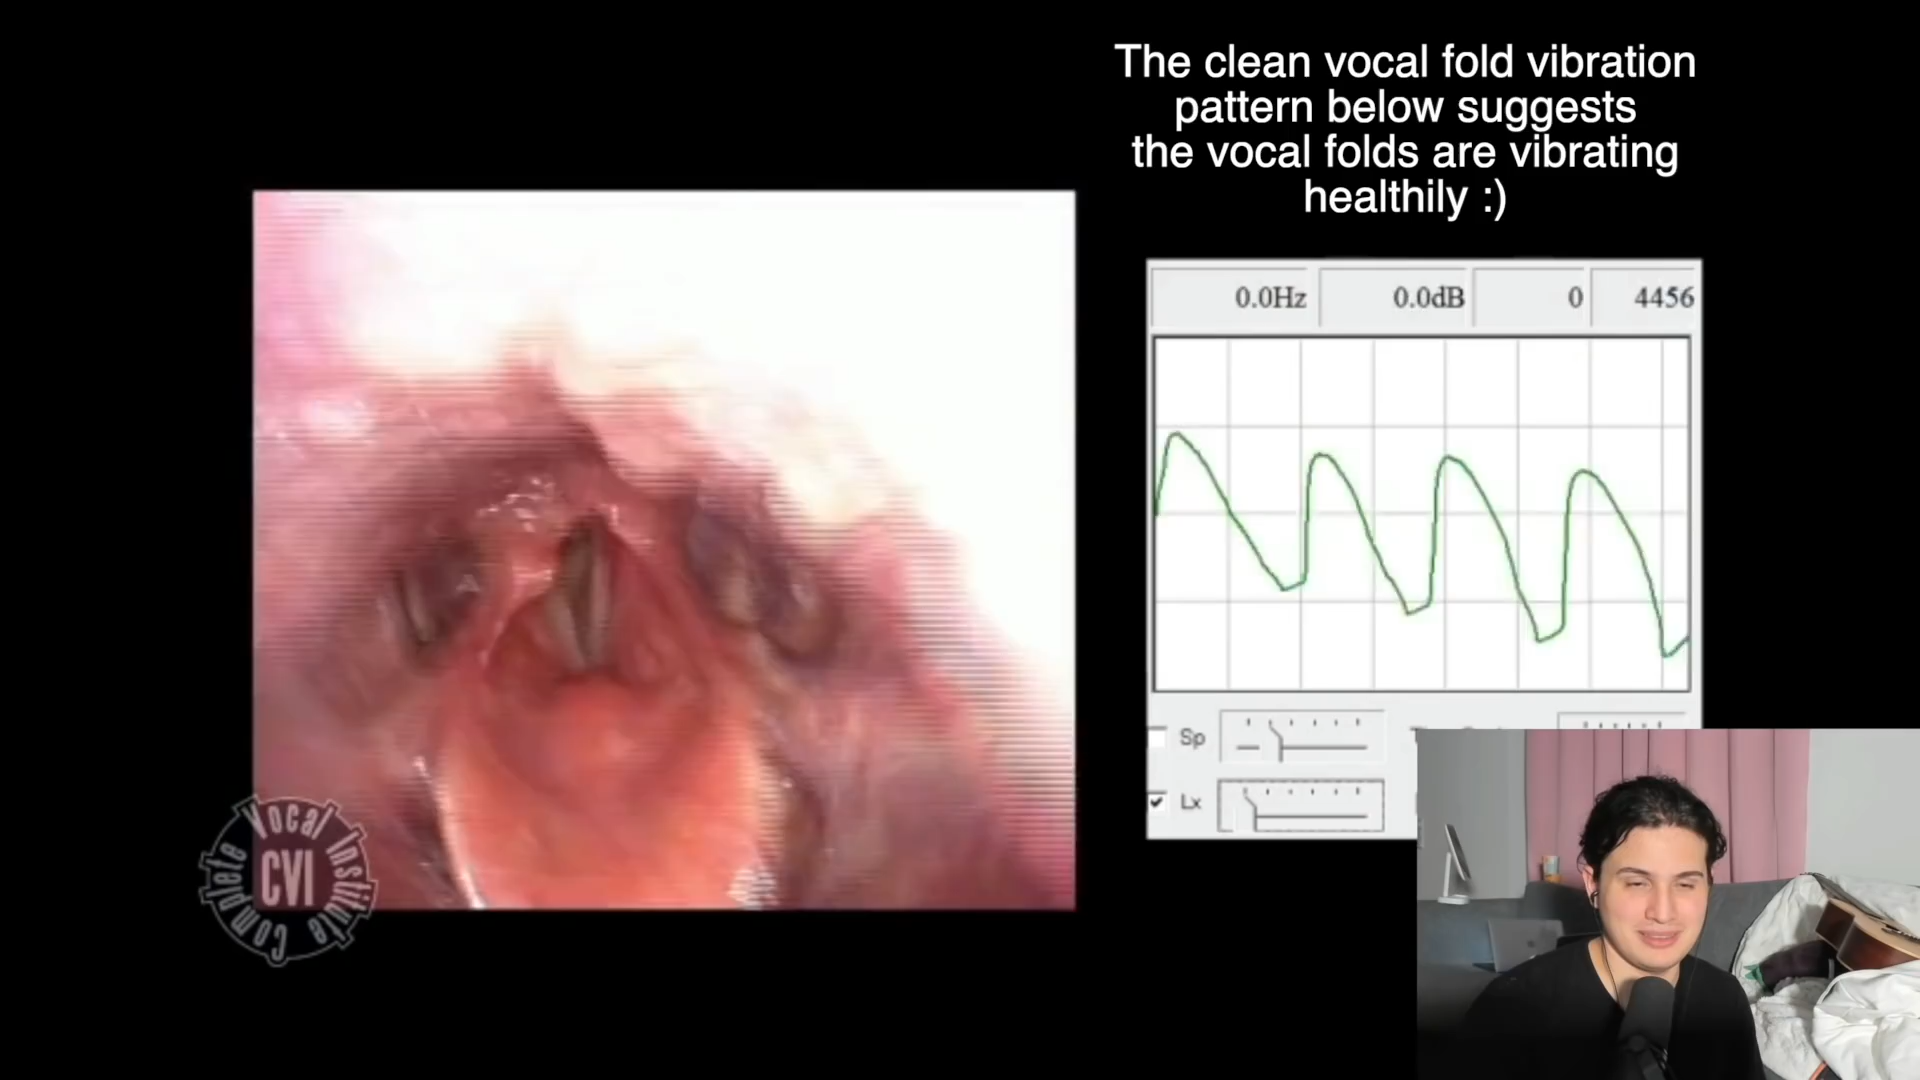 The clean vocal fold vibration
pattern below suggests
the vocal folds are vibrating
healthily :)
0.0Hz 0.0dB 0 4456
Sp
Lx
Complete Vocal Institute
CVI